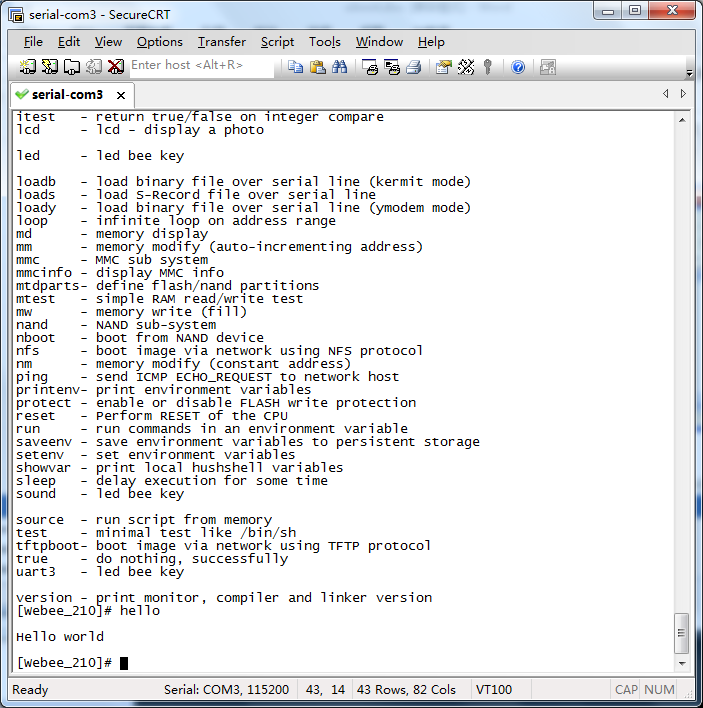 serial-com3 - SecureCRT
File Edit View Options Transfer Script Tools Window Help
Enter host <Alt+R>
serial-com3
itest   - return true/false on integer compare
lcd     - lcd - display a photo
led     - led bee key
loadb   - load binary file over serial line (kermit mode)
loads   - load S-Record file over serial line
loady   - load binary file over serial line (ymodem mode)
loop    - infinite loop on address range
md      - memory display
mm      - memory modify (auto-incrementing address)
mmc     - MMC sub system
mmcinfo - display MMC info
mtdparts- define flash/nand partitions
mtest   - simple RAM read/write test
mw      - memory write (fill)
nand    - NAND sub-system
nboot   - boot from NAND device
nfs     - boot image via network using NFS protocol
nm      - memory modify (constant address)
ping    - send ICMP ECHO_REQUEST to network host
printenv- print environment variables
protect - enable or disable FLASH write protection
reset   - Perform RESET of the CPU
run     - run commands in an environment variable
saveenv - save environment variables to persistent storage
setenv  - set environment variables
showvar - print local hushshell variables
sleep   - delay execution for some time
sound   - led bee key
source  - run script from memory
test    - minimal test like /bin/sh
tftpboot- boot image via network using TFTP protocol
true    - do nothing, successfully
uart3   - led bee key
version - print monitor, compiler and linker version
[Webee_210]# hello
Hello world
[Webee_210]#
Ready Serial: COM3, 115200 43, 14 43 Rows, 82 Cols VT100 CAP NUM